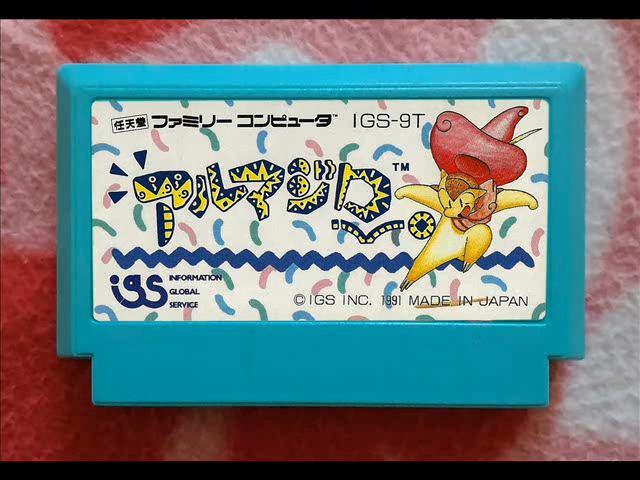 任天堂 ファミリー コンピュータ™ IGS-9T
アルマジロ™
IGS INFORMATION
GLOBAL
SERVICE
©IGS INC. 1991 MADE IN JAPAN